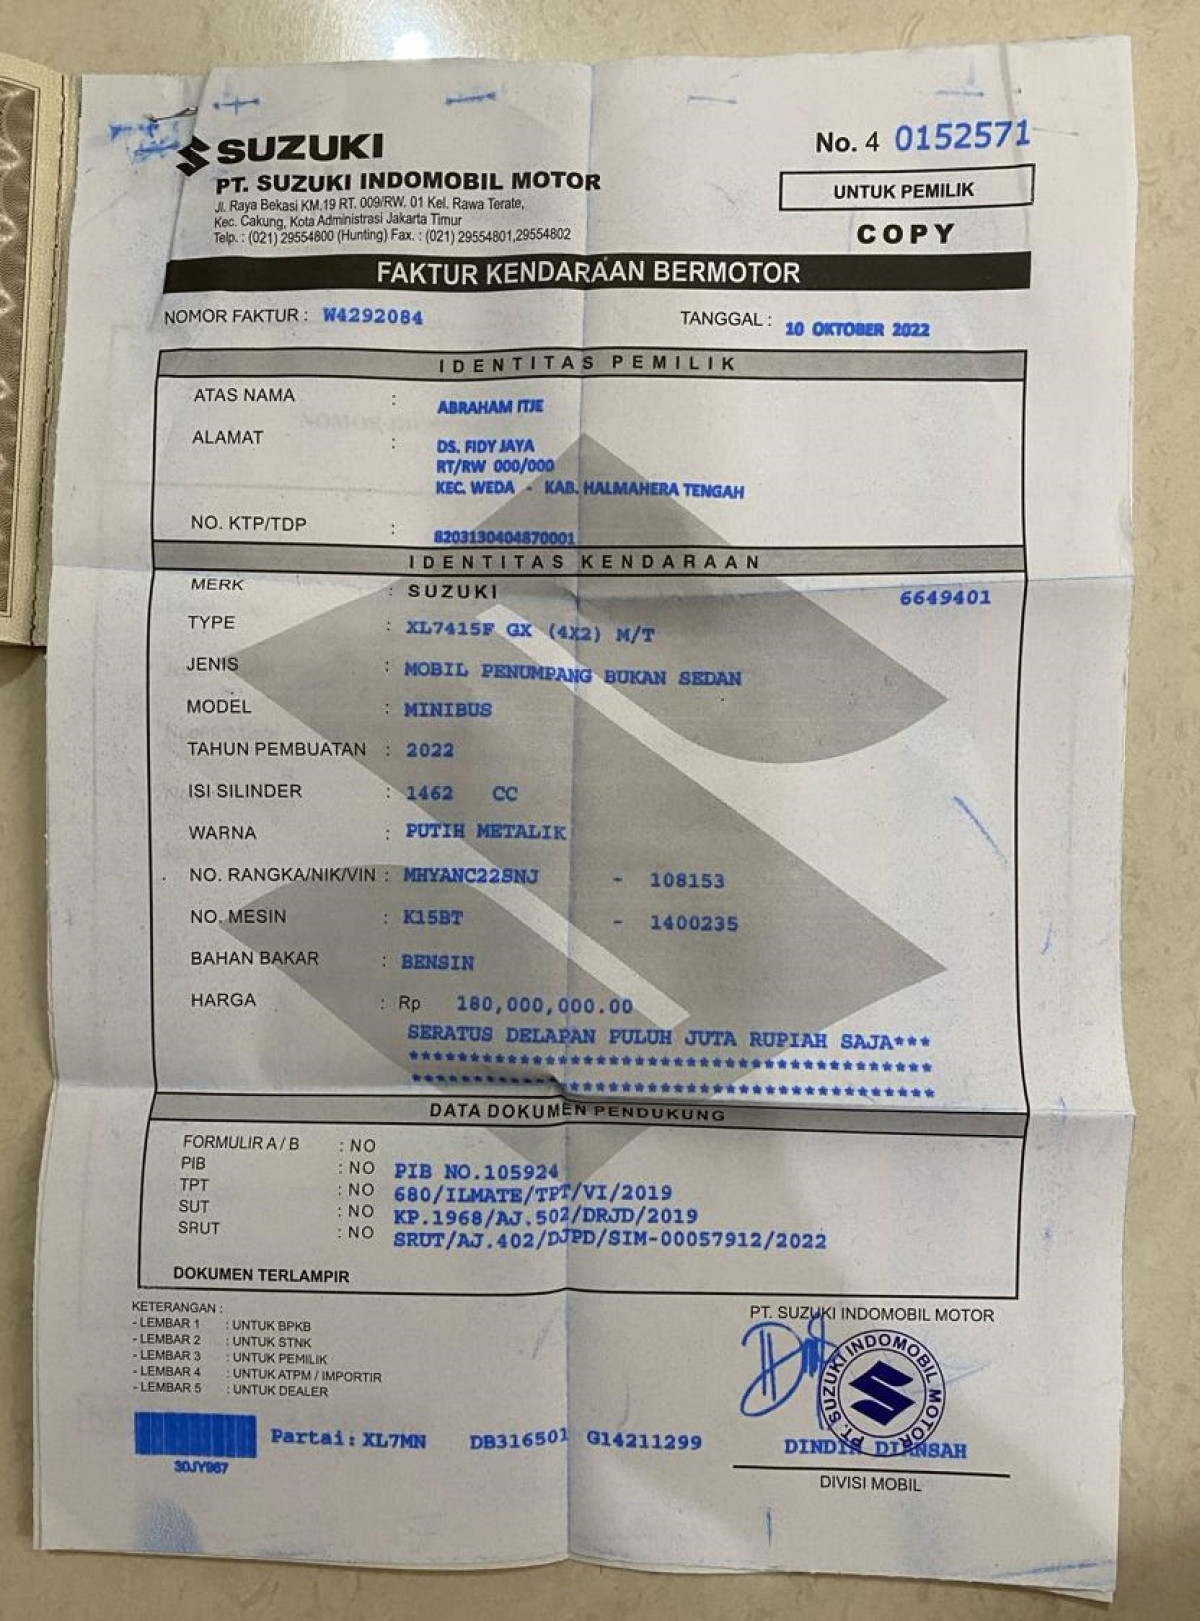 SUZUKI
PT. SUZUKI INDOMOBIL MOTOR
Jl. Raya Bekasi KM.19 RT. 009/RW. 01 Kel. Rawa Terate,
Kec. Cakung, Kota Administrasi Jakarta Timur
Telp. : (021) 29554800 (Hunting) Fax. : (021) 29554801,29554802
No. 4 0152571
UNTUK PEMILIK
COPY
FAKTUR KENDARAAN BERMOTOR
NOMOR FAKTUR : W4292084 TANGGAL : 10 OKTOBER 2022
IDENTITAS PEMILIK
ATAS NAMA : ABRAHAM ITJE
ALAMAT : DS. FIDY JAYA
RT/RW 000/000
KEC. WEDA - KAB. HALMAHERA TENGAH
NO. KTP/TDP : 8203130404870001
IDENTITAS KENDARAAN
MERK : SUZUKI 6649401
TYPE : XL7415F GX (4X2) M/T
JENIS : MOBIL PENUMPANG BUKAN SEDAN
MODEL : MINIBUS
TAHUN PEMBUATAN : 2022
ISI SILINDER : 1462 CC
WARNA : PUTIH METALIK
NO. RANGKA/NIK/VIN : MHYANC22SNJ - 108153
NO. MESIN : K15BT - 1400235
BAHAN BAKAR : BENSIN
HARGA : Rp 180,000,000.00
SERATUS DELAPAN PULUH JUTA RUPIAH SAJA***
*******************************************
*******************************************
DATA DOKUMEN PENDUKUNG
FORMULIR A / B : NO
PIB : NO PIB NO.105924
TPT : NO 680/ILMATE/TPT/VI/2019
SUT : NO KP.1968/AJ.502/DRJD/2019
SRUT : NO SRUT/AJ.402/DJPD/SIM-00057912/2022
DOKUMEN TERLAMPIR
KETERANGAN :
- LEMBAR 1 : UNTUK BPKB
- LEMBAR 2 : UNTUK STNK
- LEMBAR 3 : UNTUK PEMILIK
- LEMBAR 4 : UNTUK ATPM / IMPORTIR
- LEMBAR 5 : UNTUK DEALER
PT. SUZUKI INDOMOBIL MOTOR
PT. SUZUKI INDOMOBIL MOTOR
Partai: XL7MN DB316501 G14211299
30JY967
DINDIN DIANSAH
DIVISI MOBIL